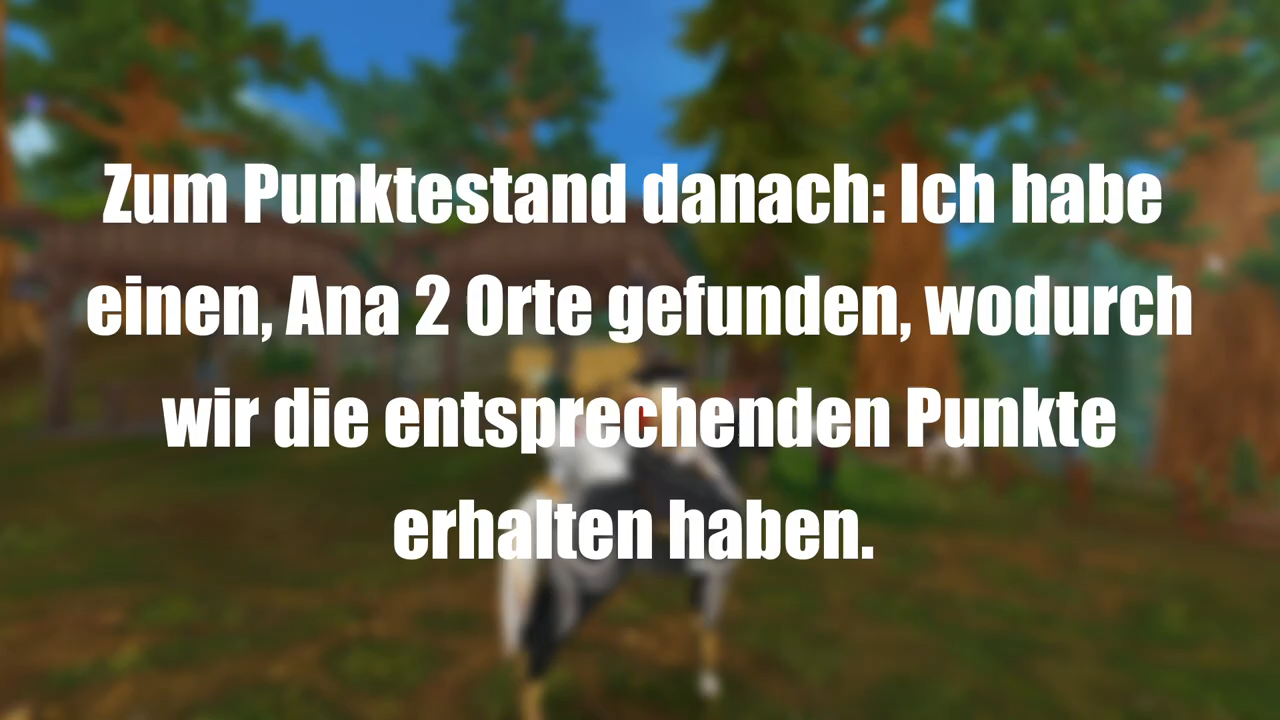 Zum Punktestand danach: Ich habe
einen, Ana 2 Orte gefunden, wodurch
wir die entsprechenden Punkte
erhalten haben.